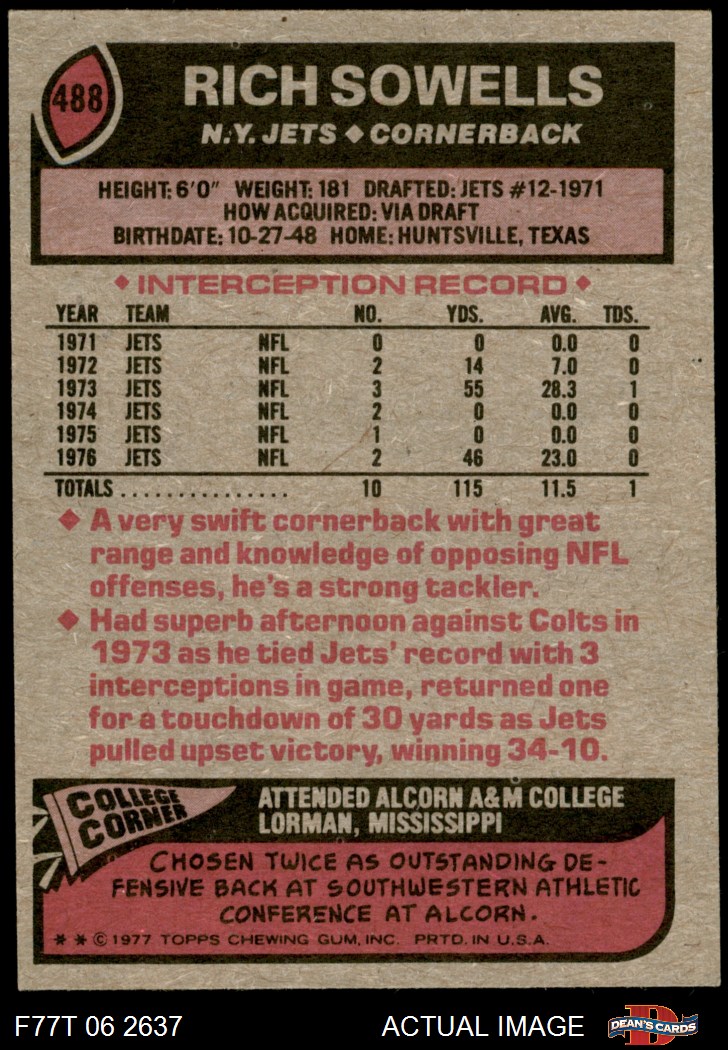 488
RICH SOWELLS
N.Y. JETS ◆ CORNERBACK
HEIGHT: 6'0" WEIGHT: 181 DRAFTED: JETS #12-1971
HOW ACQUIRED: VIA DRAFT
BIRTHDATE: 10-27-48 HOME: HUNTSVILLE, TEXAS
◆ INTERCEPTION RECORD ◆
YEAR TEAM NO. YDS. AVG. TDS.
1971 JETS NFL 0 0 0.0 0
1972 JETS NFL 2 14 7.0 0
1973 JETS NFL 3 55 28.3 1
1974 JETS NFL 2 0 0.0 0
1975 JETS NFL 1 0 0.0 0
1976 JETS NFL 2 46 23.0 0
TOTALS ............... 10 115 11.5 1
◆ A very swift cornerback with great
range and knowledge of opposing NFL
offenses, he's a strong tackler.
◆ Had superb afternoon against Colts in
1973 as he tied Jets' record with 3
interceptions in game, returned one
for a touchdown of 30 yards as Jets
pulled upset victory, winning 34-10.
COLLEGE
CORNER
ATTENDED ALCORN A&M COLLEGE
LORMAN, MISSISSIPPI
CHOSEN TWICE AS OUTSTANDING DE-
FENSIVE BACK AT SOUTHWESTERN ATHLETIC
CONFERENCE AT ALCORN.
* * © 1977 TOPPS CHEWING GUM, INC. PRTD. IN U.S.A.
F77T 06 2637 ACTUAL IMAGE D DEAN'S CARDS